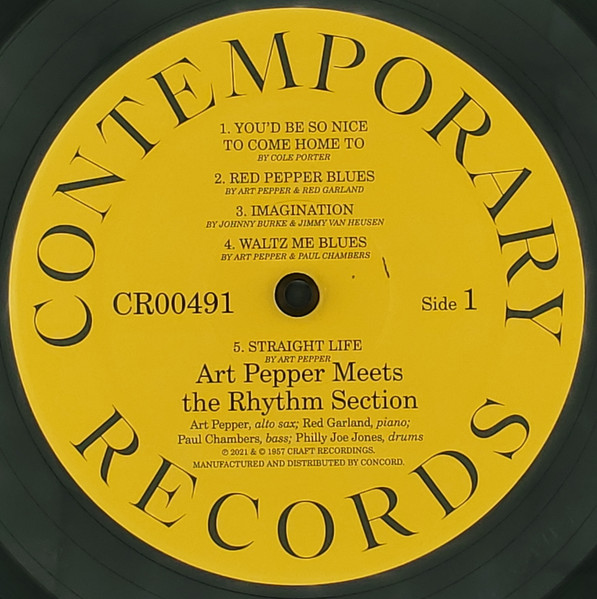 CONTEMPORARY
1. YOU'D BE SO NICE
TO COME HOME TO
BY COLE PORTER
2. RED PEPPER BLUES
BY ART PEPPER & RED GARLAND
3. IMAGINATION
BY JOHNNY BURKE & JIMMY VAN HEUSEN
4. WALTZ ME BLUES
BY ART PEPPER & PAUL CHAMBERS
CR00491
Side 1
5. STRAIGHT LIFE
BY ART PEPPER
Art Pepper Meets
the Rhythm Section
Art Pepper, alto sax; Red Garland, piano;
Paul Chambers, bass; Philly Joe Jones, drums
℗ 2021 & © 1957 CRAFT RECORDINGS.
MANUFACTURED AND DISTRIBUTED BY CONCORD.
RECORDS